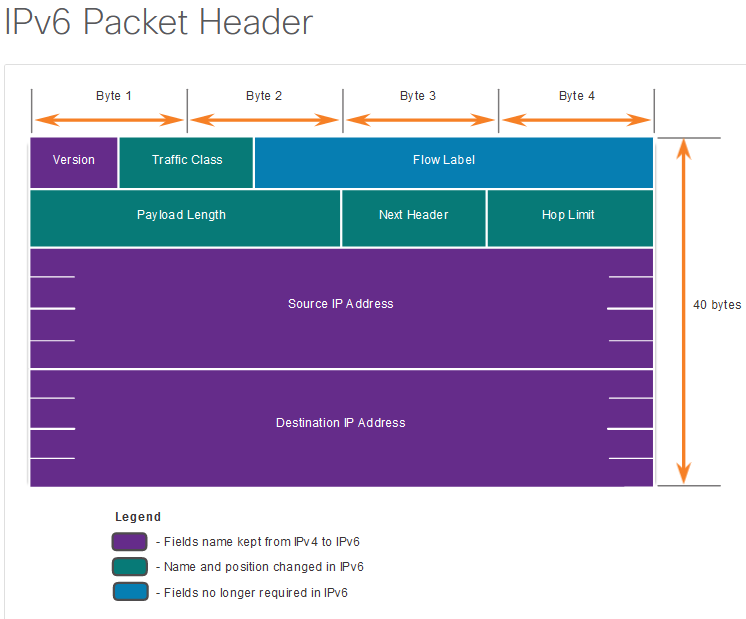 IPv6 Packet Header
Byte 1 Byte 2 Byte 3 Byte 4
Version Traffic Class Flow Label
Payload Length Next Header Hop Limit
Source IP Address
40 bytes
Destination IP Address
Legend
- Fields name kept from IPv4 to IPv6
- Name and position changed in IPv6
- Fields no longer required in IPv6